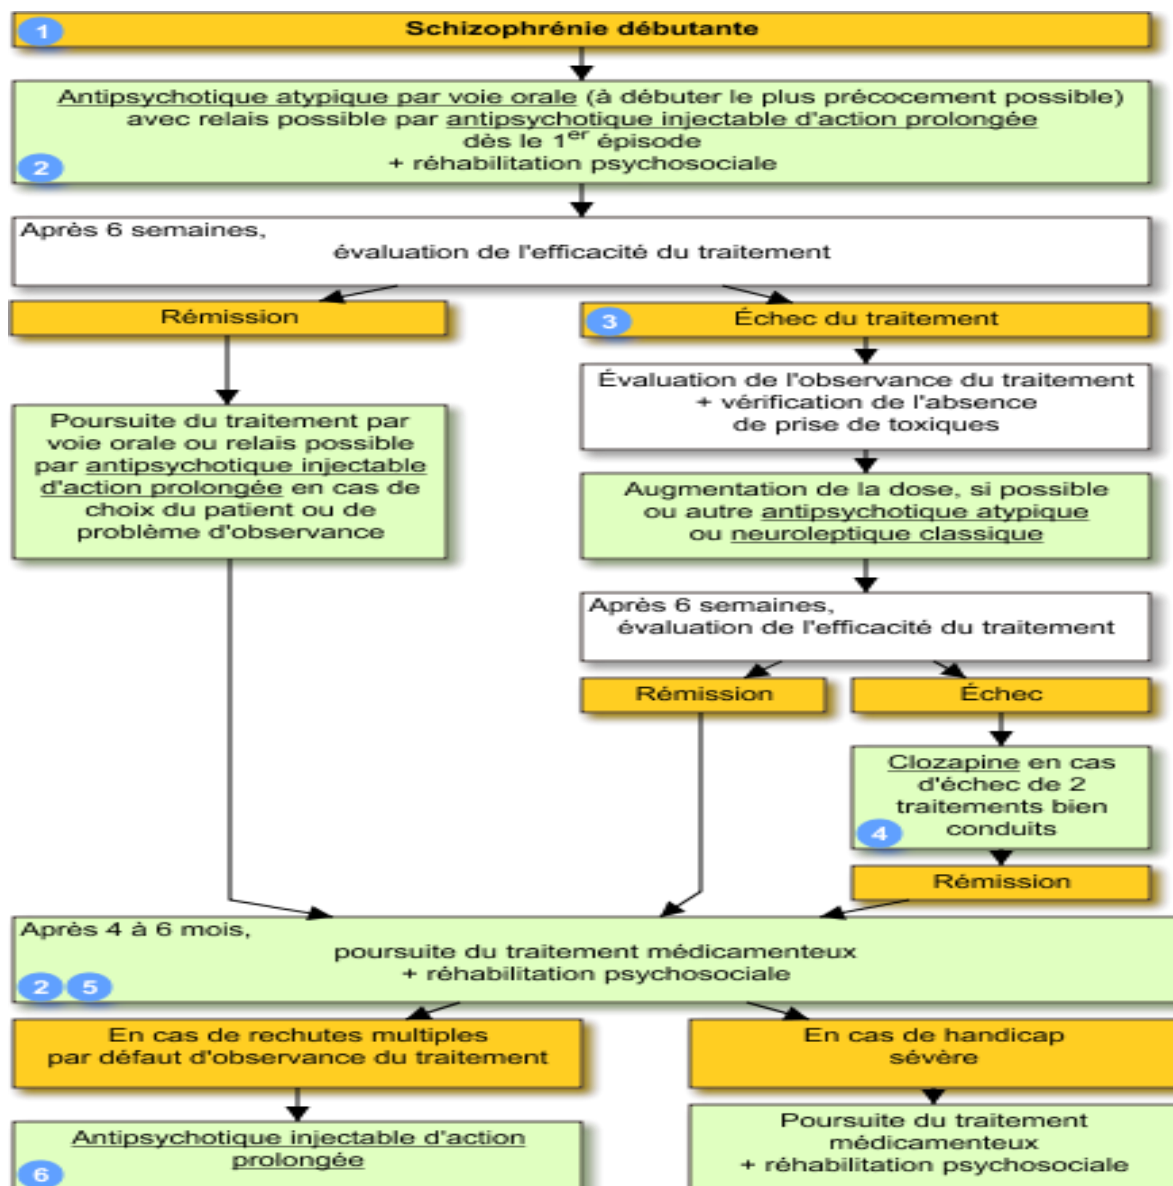 1
Schizophrénie débutante
Antipsychotique atypique par voie orale (à débuter le plus précocement possible)
avec relais possible par antipsychotique injectable d'action prolongée
dès le 1er épisode
+ réhabilitation psychosociale
2
Après 6 semaines,
évaluation de l'efficacité du traitement
Rémission
3
Échec du traitement
Poursuite du traitement par
voie orale ou relais possible
par antipsychotique injectable
d'action prolongée en cas de
choix du patient ou de
problème d'observance
Évaluation de l'observance du traitement
+ vérification de l'absence
de prise de toxiques
Augmentation de la dose, si possible
ou autre antipsychotique atypique
ou neuroleptique classique
Après 6 semaines,
évaluation de l'efficacité du traitement
Rémission
Échec
Clozapine en cas
d'échec de 2
traitements bien
conduits
4
Rémission
Après 4 à 6 mois,
poursuite du traitement médicamenteux
+ réhabilitation psychosociale
2 5
En cas de rechutes multiples
par défaut d'observance du traitement
En cas de handicap
sévère
Antipsychotique injectable d'action
prolongée
6
Poursuite du traitement
médicamenteux
+ réhabilitation psychosociale